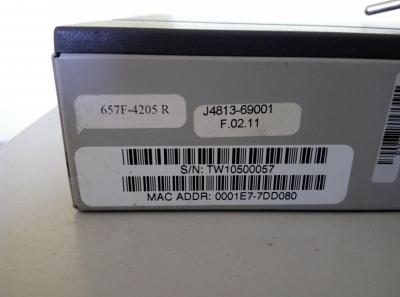 657F-4205 R
J4813-69001
F.02.11
S/N: TW10500057
MAC ADDR: 0001E7-7DD080